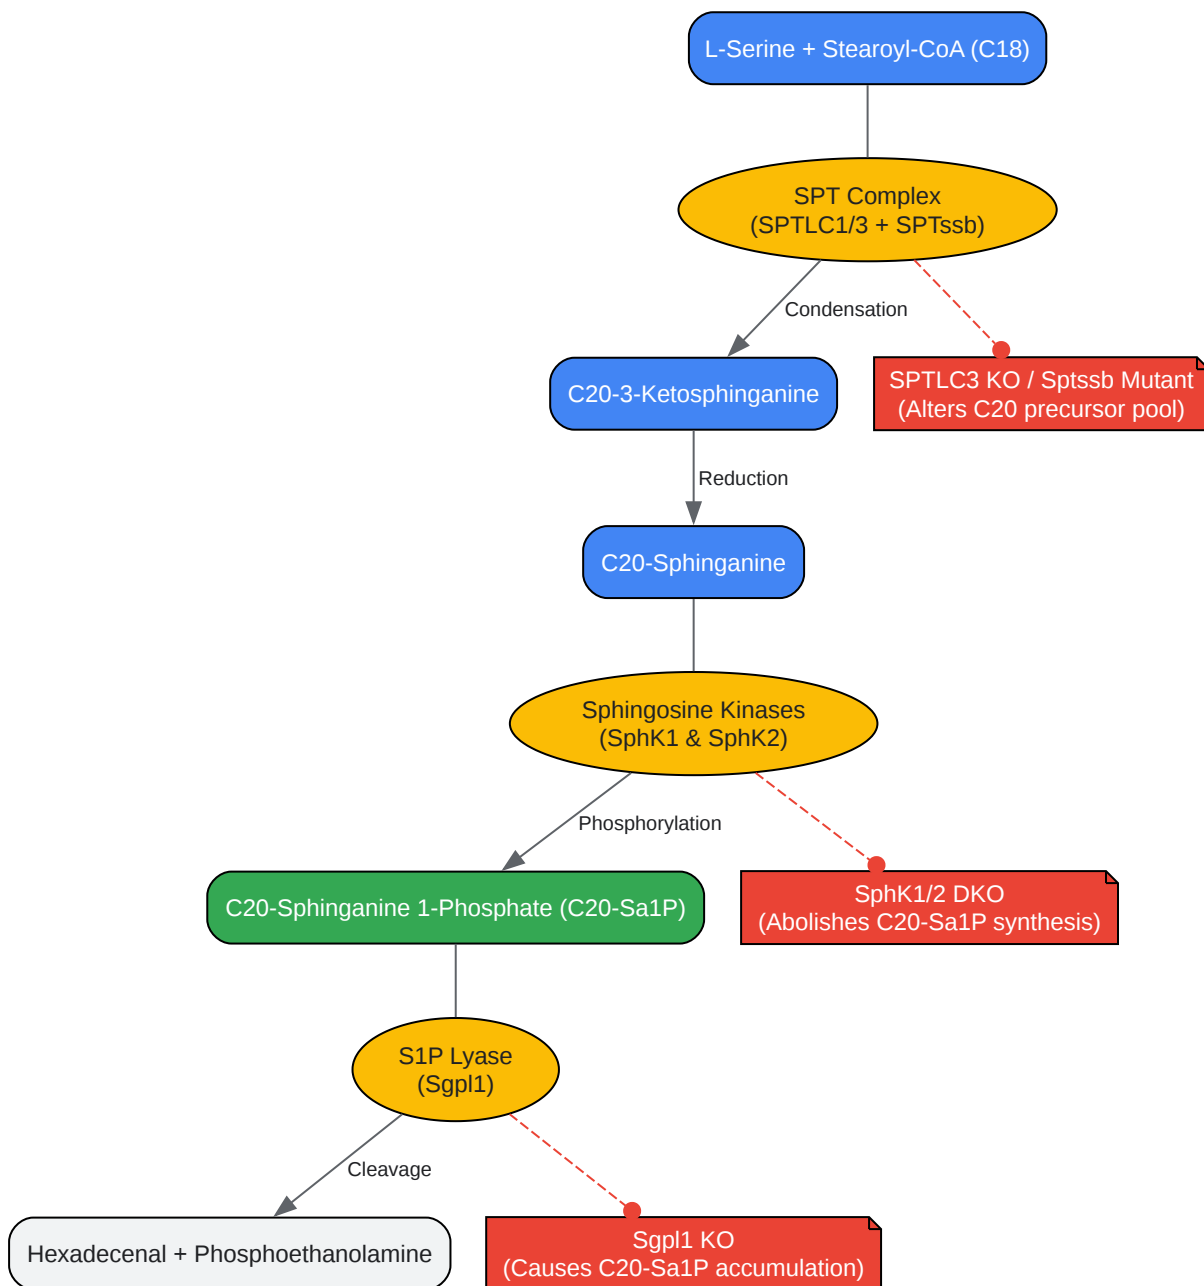 L-Serine + Stearoyl-CoA (C18)
SPT Complex
(SPTLC1/3 + SPTssb)
Condensation
C20-3-Ketosphinganine
SPTLC3 KO / Sptssb Mutant
(Alters C20 precursor pool)
Reduction
C20-Sphinganine
Sphingosine Kinases
(SphK1 & SphK2)
Phosphorylation
C20-Sphinganine 1-Phosphate (C20-Sa1P)
SphK1/2 DKO
(Abolishes C20-Sa1P synthesis)
S1P Lyase
(Sgpl1)
Cleavage
Hexadecenal + Phosphoethanolamine
Sgpl1 KO
(Causes C20-Sa1P accumulation)